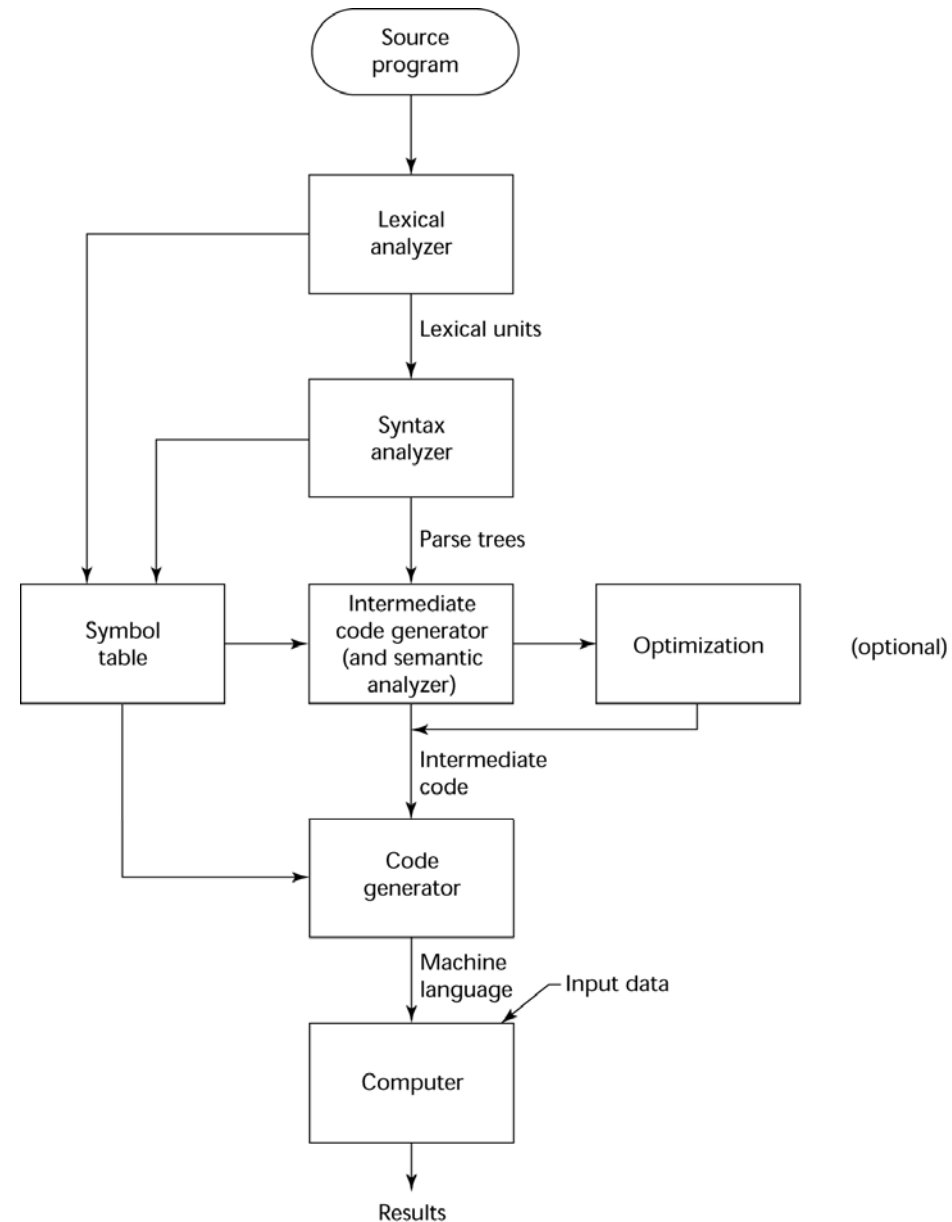 Source
program
Lexical
analyzer
Lexical units
Syntax
analyzer
Parse trees
Symbol
table
Intermediate
code generator
(and semantic
analyzer)
Optimization
(optional)
Intermediate
code
Code
generator
Machine
language
Input data
Computer
Results